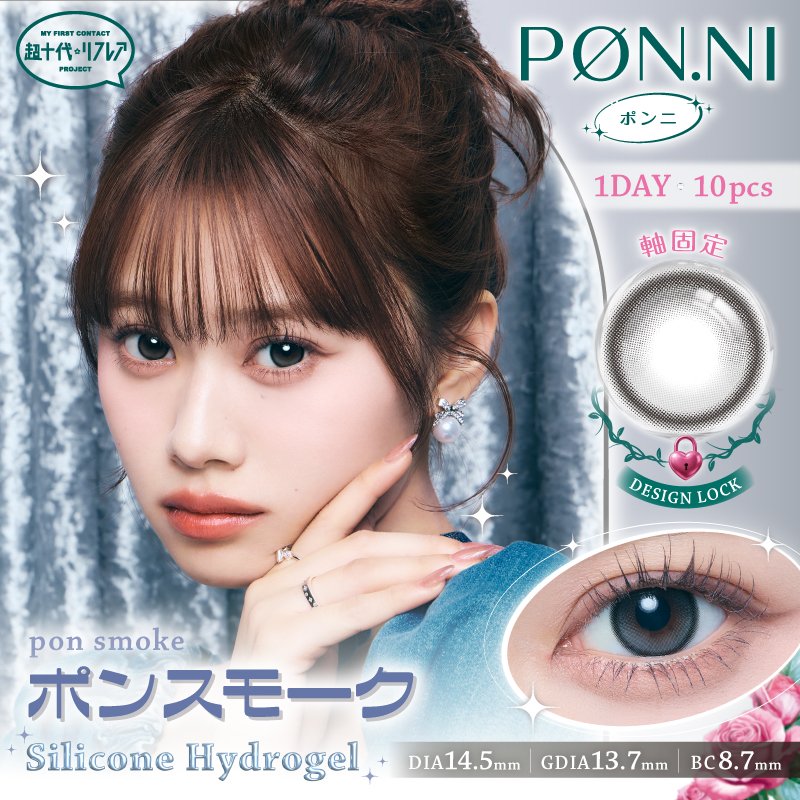 MY FIRST CONTACT
超十代☆リフレア
PROJECT
PØN.NI
ポンニ
1DAY・10pcs
軸固定
DESIGN LOCK
pon smoke
ポンスモーク
Silicone Hydrogel
DIA14.5mm | GDIA13.7mm | BC8.7mm